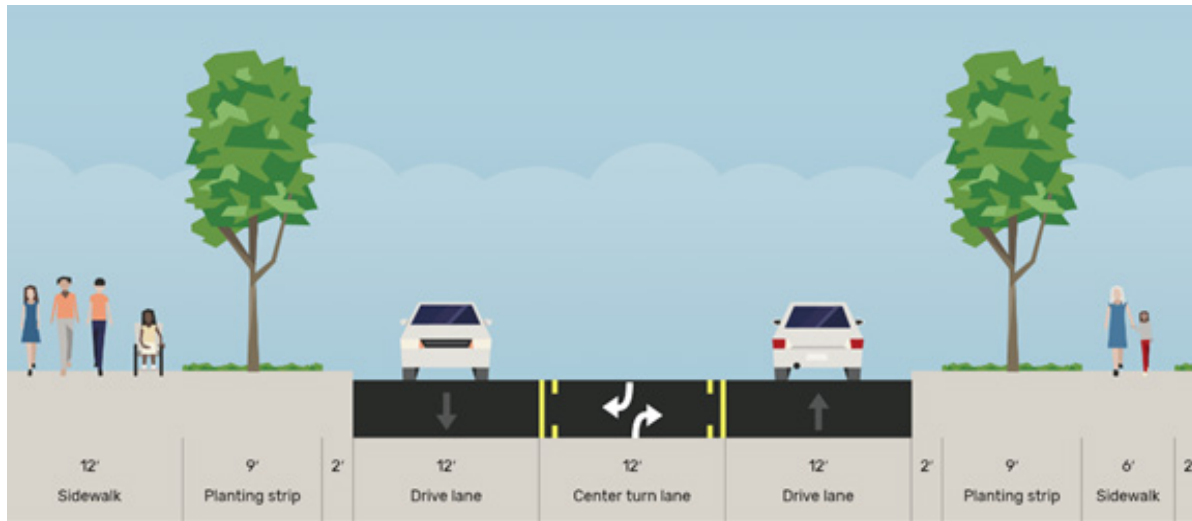 12′
Sidewalk
9′
Planting strip
2′
12′
Drive lane
12′
Center turn lane
12′
Drive lane
2′
9′
Planting strip
6′
Sidewalk
2